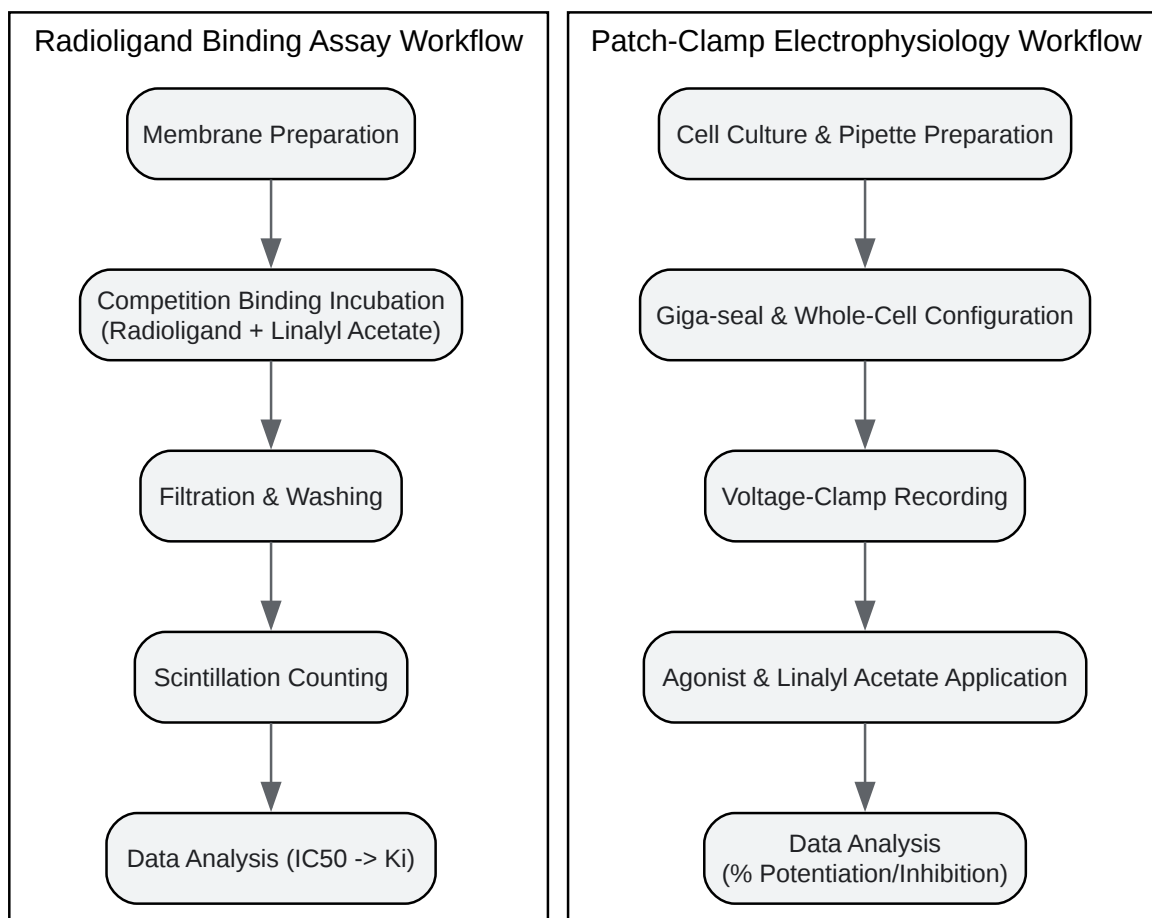 Radioligand Binding Assay Workflow
Membrane Preparation
Competition Binding Incubation
(Radioligand + Linalyl Acetate)
Filtration & Washing
Scintillation Counting
Data Analysis (IC50 -> Ki)
Patch-Clamp Electrophysiology Workflow
Cell Culture & Pipette Preparation
Giga-seal & Whole-Cell Configuration
Voltage-Clamp Recording
Agonist & Linalyl Acetate Application
Data Analysis
(% Potentiation/Inhibition)